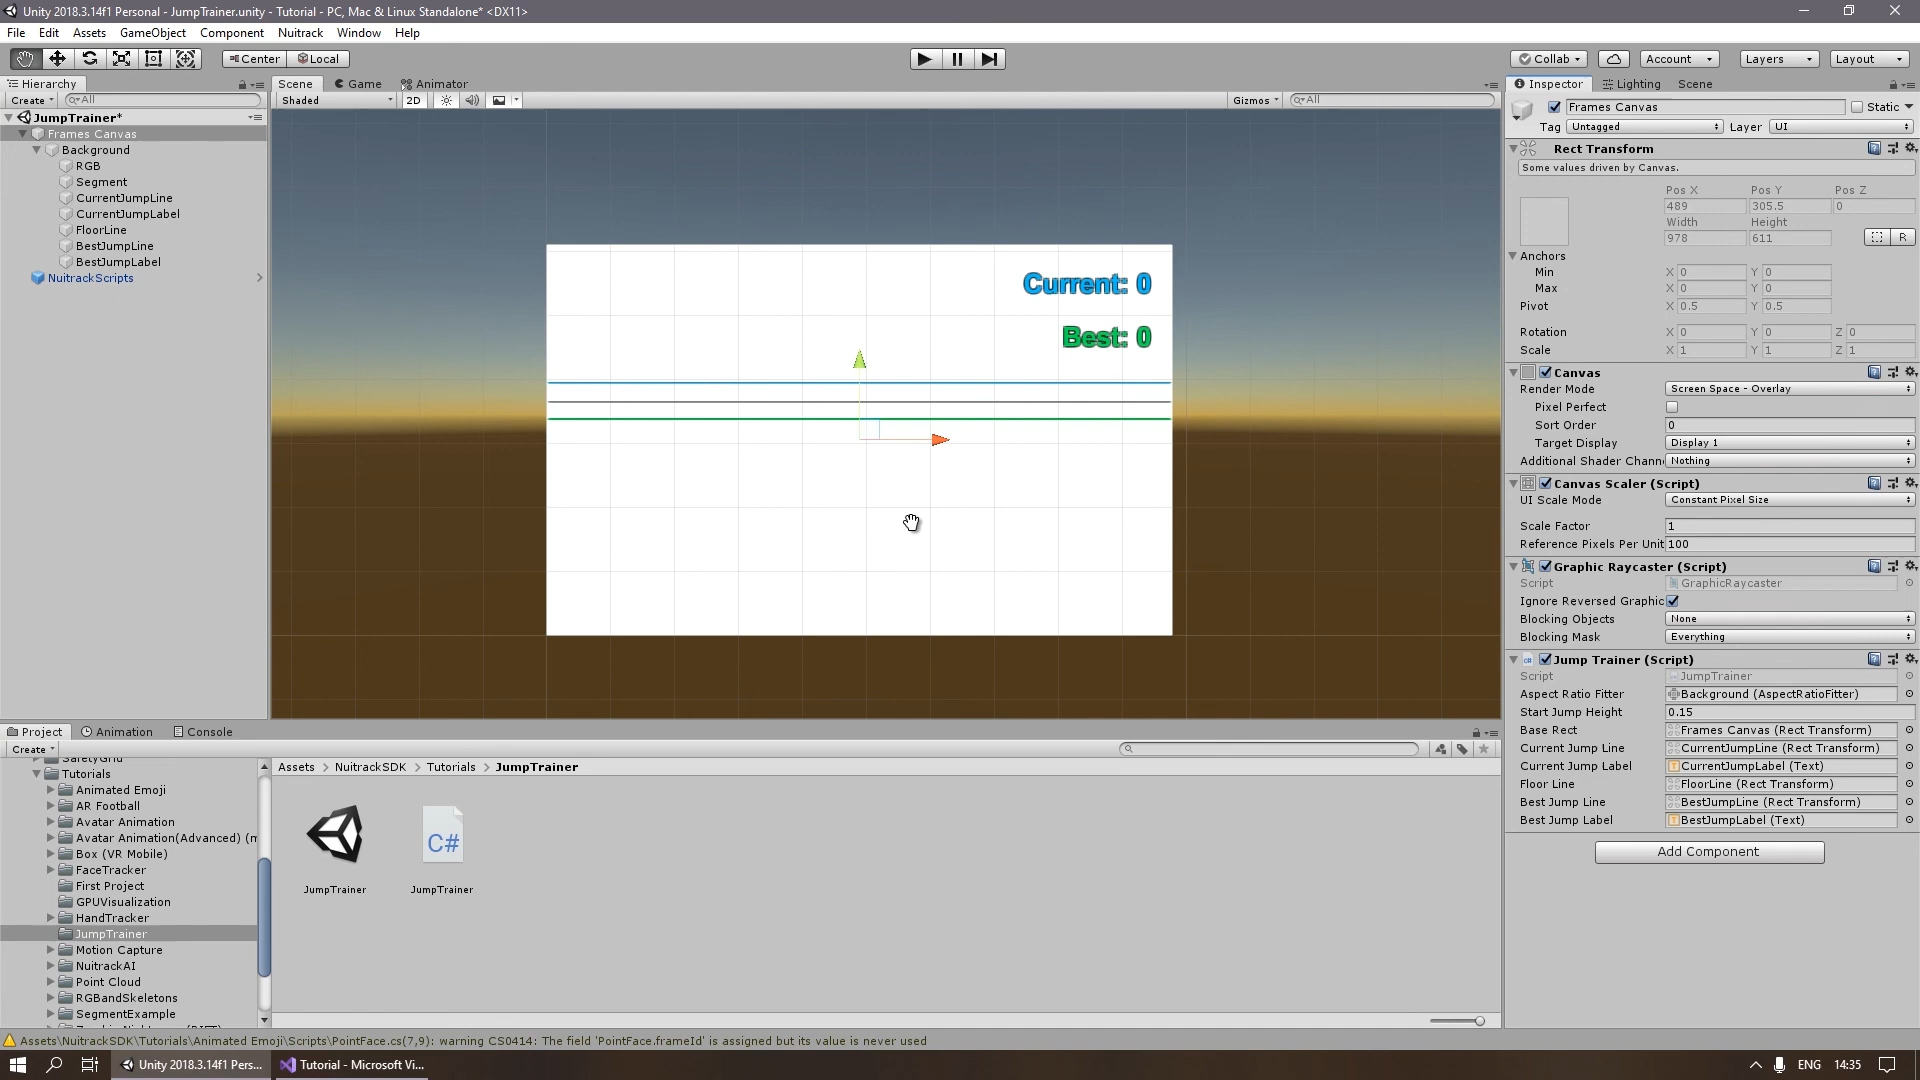 Unity 2018.3.14f1 Personal - JumpTrainer.unity - Tutorial - PC, Mac & Linux Standalone* <DX11>
File Edit Assets GameObject Component Nuitrack Window Help
Center Local Collab Account Layers Layout
Hierarchy
Create All
JumpTrainer*
Frames Canvas
Background
RGB
Segment
CurrentJumpLine
CurrentJumpLabel
FloorLine
BestJumpLine
BestJumpLabel
NuitrackScripts
Scene Game Animator
Shaded 2D Gizmos All
Current: 0
Best: 0
Inspector Lighting Scene
Frames Canvas Static
Tag Untagged Layer UI
Rect Transform
Some values driven by Canvas.
Pos X Pos Y Pos Z
489 305.5 0
Width Height
978 611 R
Anchors
Min X 0 Y 0
Max X 0 Y 0
Pivot X 0.5 Y 0.5
Rotation X 0 Y 0 Z 0
Scale X 1 Y 1 Z 1
Canvas
Render Mode Screen Space - Overlay
Pixel Perfect
Sort Order 0
Target Display Display 1
Additional Shader Chann Nothing
Canvas Scaler (Script)
UI Scale Mode Constant Pixel Size
Scale Factor 1
Reference Pixels Per Unit 100
Graphic Raycaster (Script)
Script GraphicRaycaster
Ignore Reversed Graphic
Blocking Objects None
Blocking Mask Everything
Jump Trainer (Script)
Script JumpTrainer
Aspect Ratio Fitter Background (AspectRatioFitter)
Start Jump Height 0.15
Base Rect Frames Canvas (Rect Transform)
Current Jump Line CurrentJumpLine (Rect Transform)
Current Jump Label CurrentJumpLabel (Text)
Floor Line FloorLine (Rect Transform)
Best Jump Line BestJumpLine (Rect Transform)
Best Jump Label BestJumpLabel (Text)
Add Component
Project Animation Console
Create
Tutorials
Animated Emoji
AR Football
Avatar Animation
Avatar Animation(Advanced) (m
Box (VR Mobile)
FaceTracker
First Project
GPUVisualization
HandTracker
JumpTrainer
Motion Capture
NuitrackAI
Point Cloud
RGBandSkeletons
SegmentExample
Assets > NuitrackSDK > Tutorials > JumpTrainer
C#
JumpTrainer JumpTrainer
Assets\NuitrackSDK\Tutorials\Animated Emoji\Scripts\PointFace.cs(7,9): warning CS0414: The field 'PointFace.frameId' is assigned but its value is never used
Unity 2018.3.14f1 Pers... Tutorial - Microsoft Vi... ENG 14:35